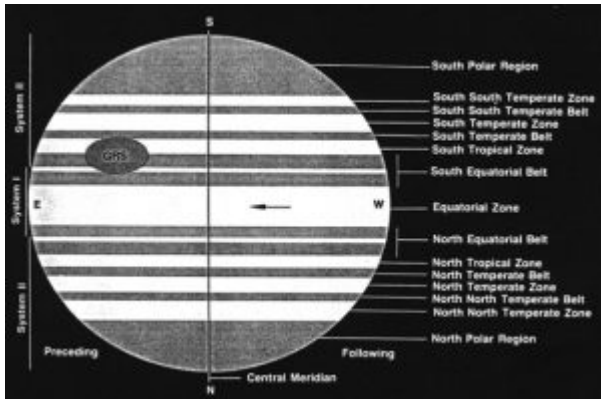 S
System II
South Polar Region
South South Temperate Zone
South South Temperate Belt
South Temperate Zone
South Temperate Belt
South Tropical Zone
GRS
South Equatorial Belt
System I
E
W
Equatorial Zone
North Equatorial Belt
North Tropical Zone
North Temperate Belt
North Temperate Zone
North North Temperate Belt
North North Temperate Zone
System II
North Polar Region
Preceding
Following
Central Meridian
N